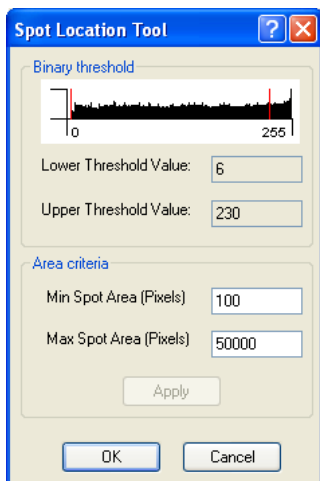 Spot Location Tool
Binary threshold
0 255
Lower Threshold Value: 6
Upper Threshold Value: 230
Area criteria
Min Spot Area (Pixels) 100
Max Spot Area (Pixels) 50000
Apply
OK Cancel